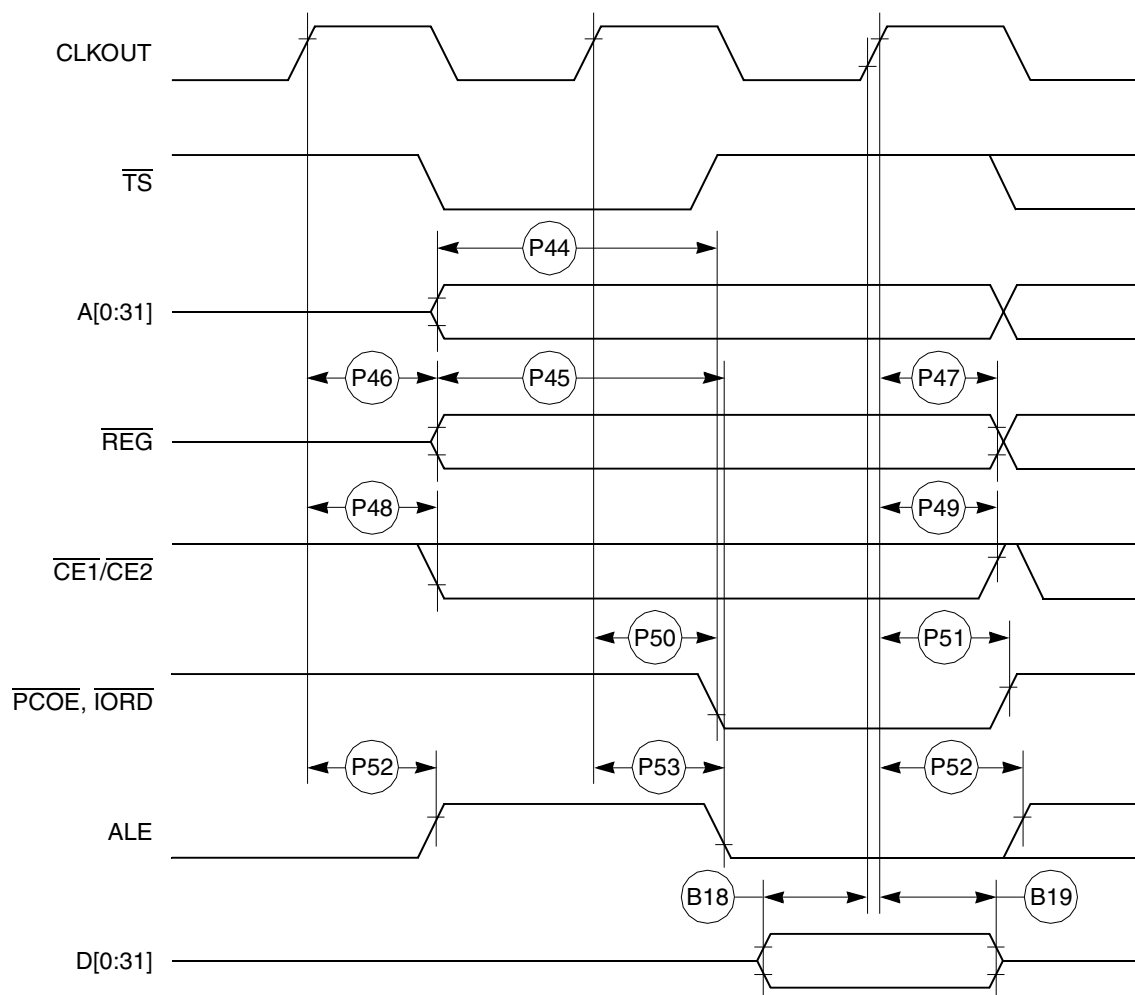 CLKOUT
TS
P44
A[0:31]
P46 P45 P47
REG
P48 P49
CE1/CE2
P50 P51
PCOE, IORD
P52 P53 P52
ALE
B18 B19
D[0:31]